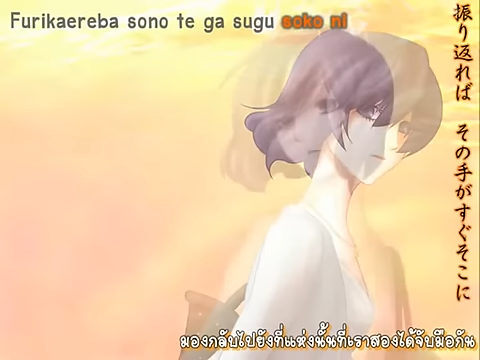 Furikaereba sono te ga sugu soko ni
振り返れば その手がすぐそこに
มองกลับไปยังที่แห่งนั้นที่เราสองได้จับมือกัน